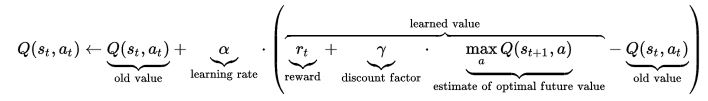 learned value
Q(s_t, a_t) ← Q(s_t, a_t) + α · ( r_t + γ · max_a Q(s_{t+1}, a) − Q(s_t, a_t) )
old value learning rate reward discount factor estimate of optimal future value old value